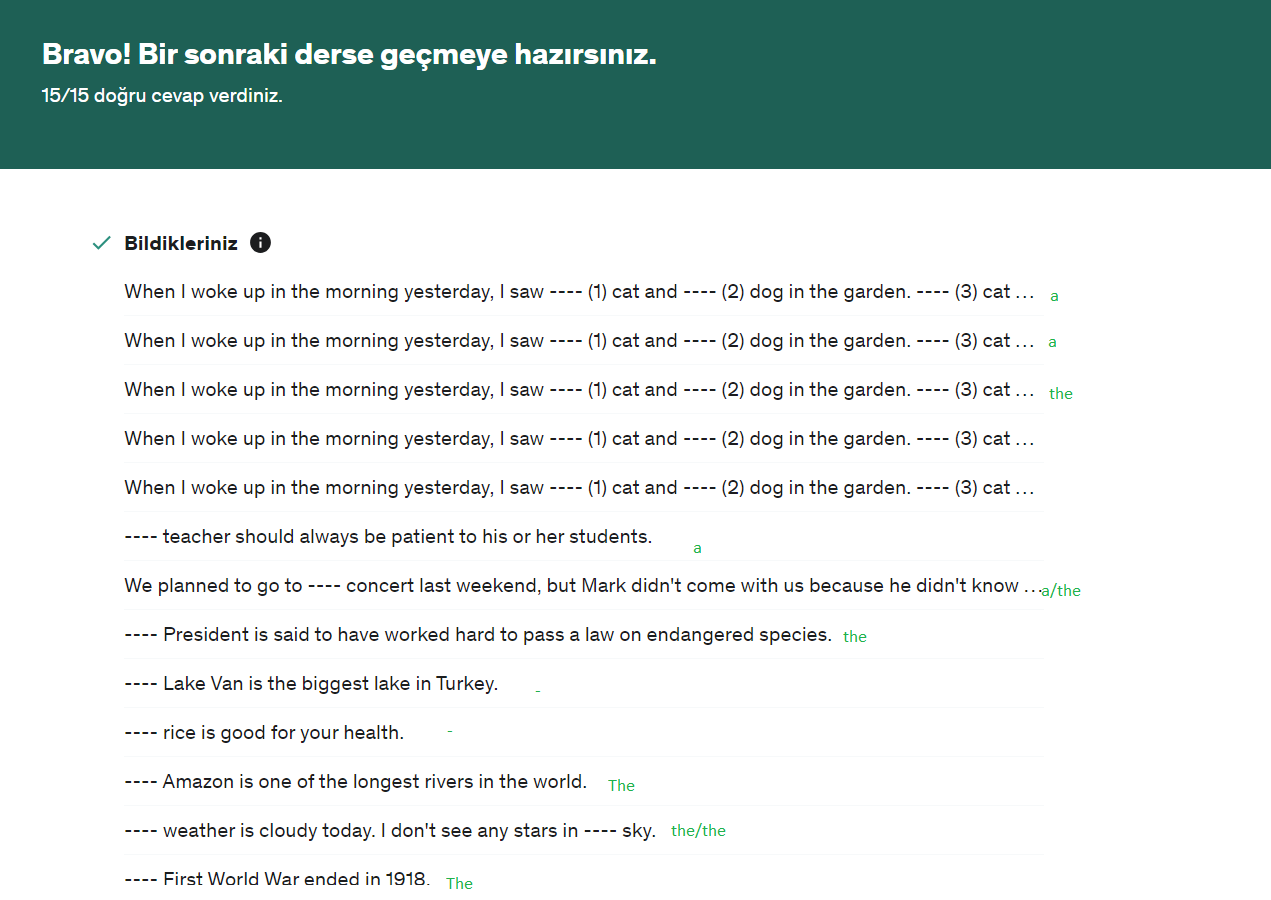 Bravo! Bir sonraki derse geçmeye hazırsınız.
15/15 doğru cevap verdiniz.
Bildikleriniz
When I woke up in the morning yesterday, I saw ---- (1) cat and ---- (2) dog in the garden. ---- (3) cat … a
When I woke up in the morning yesterday, I saw ---- (1) cat and ---- (2) dog in the garden. ---- (3) cat … a
When I woke up in the morning yesterday, I saw ---- (1) cat and ---- (2) dog in the garden. ---- (3) cat … the
When I woke up in the morning yesterday, I saw ---- (1) cat and ---- (2) dog in the garden. ---- (3) cat …
When I woke up in the morning yesterday, I saw ---- (1) cat and ---- (2) dog in the garden. ---- (3) cat …
---- teacher should always be patient to his or her students. a
We planned to go to ---- concert last weekend, but Mark didn't come with us because he didn't know … a/the
---- President is said to have worked hard to pass a law on endangered species. the
---- Lake Van is the biggest lake in Turkey. -
---- rice is good for your health. -
---- Amazon is one of the longest rivers in the world. The
---- weather is cloudy today. I don't see any stars in ---- sky. the/the
---- First World War ended in 1918. The